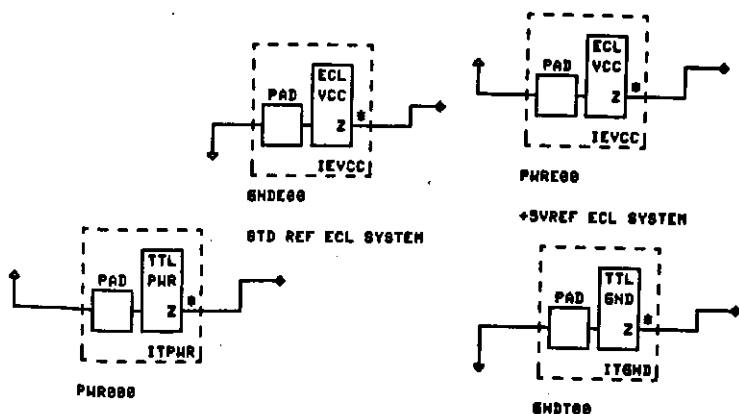 ECL
VCC
PAD
*
Z
IEVCC
GNDE00
STD REF ECL SYSTEM
ECL
VCC
PAD
*
Z
IEVCC
PWRE00
+5VREF ECL SYSTEM
TTL
PWR
PAD
*
Z
ITPWR
PWR000
TTL
GND
PAD
*
Z
ITGND
GNDT00